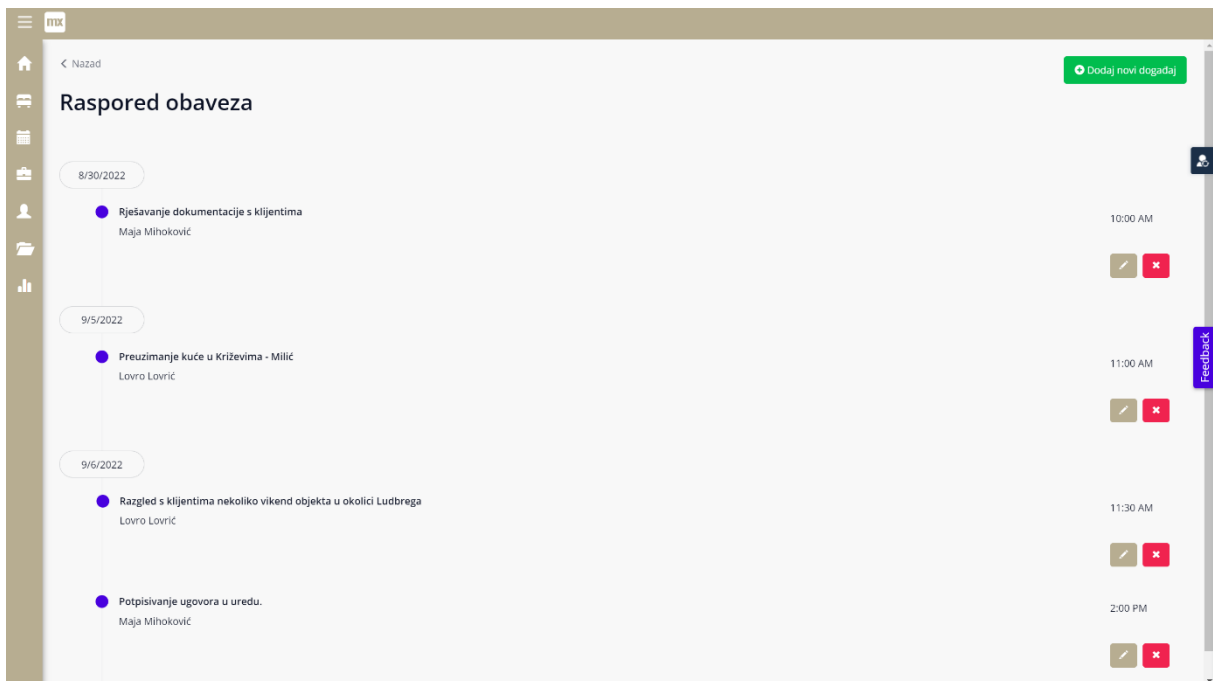 mx
Nazad
Dodaj novi događaj
Raspored obaveza
8/30/2022
Rješavanje dokumentacije s klijentima
10:00 AM
Maja Mihoković
9/5/2022
Preuzimanje kuće u Križevima - Milić
11:00 AM
Lovro Lovrić
Feedback
9/6/2022
Razgled s klijentima nekoliko vikend objekta u okolici Ludbrega
11:30 AM
Lovro Lovrić
Potpisivanje ugovora u uredu.
2:00 PM
Maja Mihoković